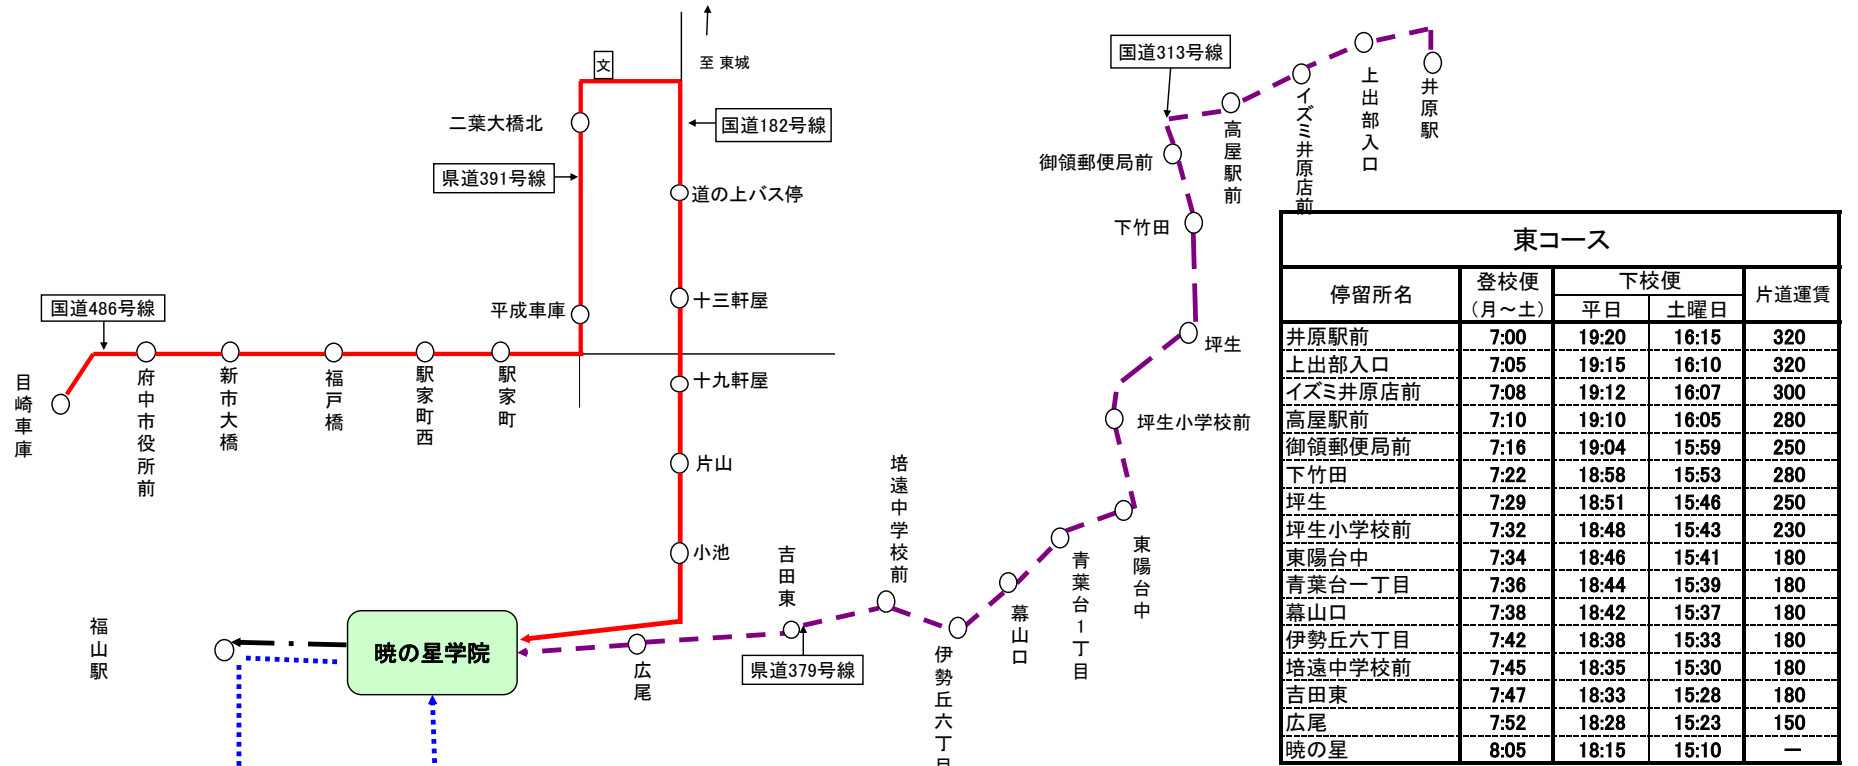 文
至 東城
国道313号線
二葉大橋北
国道182号線
県道391号線
道の上バス停
御領郵便局前
高屋駅前
イズミ井原店前
上出部入口
井原駅
下竹田
国道486号線
平成車庫
十三軒屋
坪生
目崎車庫
府中市役所前
新市大橋
福戸橋
駅家町西
駅家町
十九軒屋
坪生小学校前
片山
培遠中学校前
小池
吉田東
東陽台中
青葉台1丁目
幕山口
伊勢丘六丁目
福山駅
暁の星学院
広尾
県道379号線
東コース
停留所名 登校便 (月~土) 下校便 片道運賃
平日 土曜日
井原駅前 7:00 19:20 16:15 320
上出部入口 7:05 19:15 16:10 320
イズミ井原店前 7:08 19:12 16:07 300
高屋駅前 7:10 19:10 16:05 280
御領郵便局前 7:16 19:04 15:59 250
下竹田 7:22 18:58 15:53 280
坪生 7:29 18:51 15:46 250
坪生小学校前 7:32 18:48 15:43 230
東陽台中 7:34 18:46 15:41 180
青葉台一丁目 7:36 18:44 15:39 180
幕山口 7:38 18:42 15:37 180
伊勢丘六丁目 7:42 18:38 15:33 180
培遠中学校前 7:45 18:35 15:30 180
吉田東 7:47 18:33 15:28 180
広尾 7:52 18:28 15:23 150
暁の星 8:05 18:15 15:10 ー